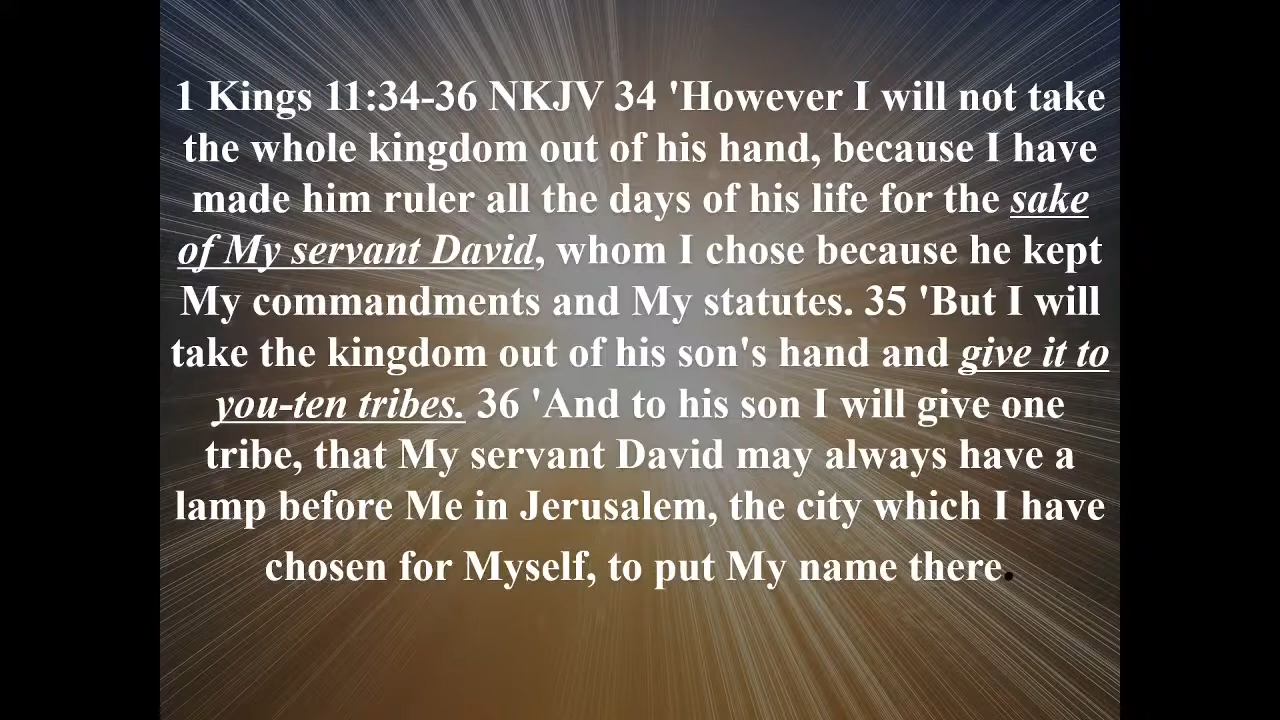 1 Kings 11:34-36 NKJV 34 'However I will not take
the whole kingdom out of his hand, because I have
made him ruler all the days of his life for the sake
of My servant David, whom I chose because he kept
My commandments and My statutes. 35 'But I will
take the kingdom out of his son's hand and give it to
you-ten tribes. 36 'And to his son I will give one
tribe, that My servant David may always have a
lamp before Me in Jerusalem, the city which I have
chosen for Myself, to put My name there.